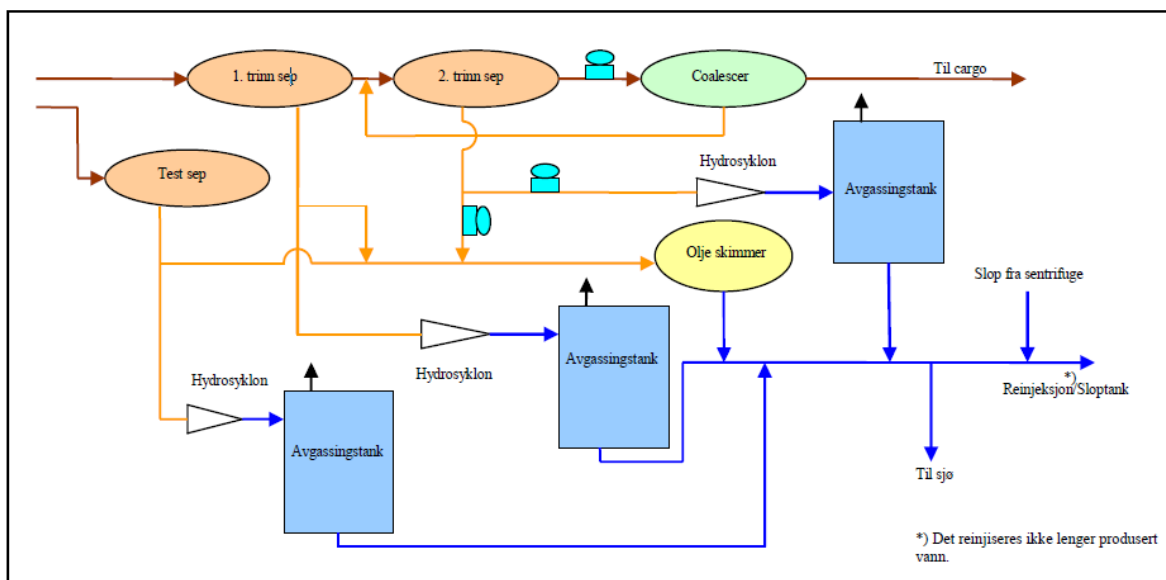 1. trinn sep
2. trinn sep
Coalescer
Til cargo
Test sep
Hydrosyklon
Avgassingstank
Olje skimmer
Slop fra sentrifuge
Avgassingstank
Hydrosyklon
*)
Reinjeksjon/Sloptank
Hydrosyklon
Avgassingstank
Til sjø
*) Det reinjiseres ikke lenger produsert
vann.